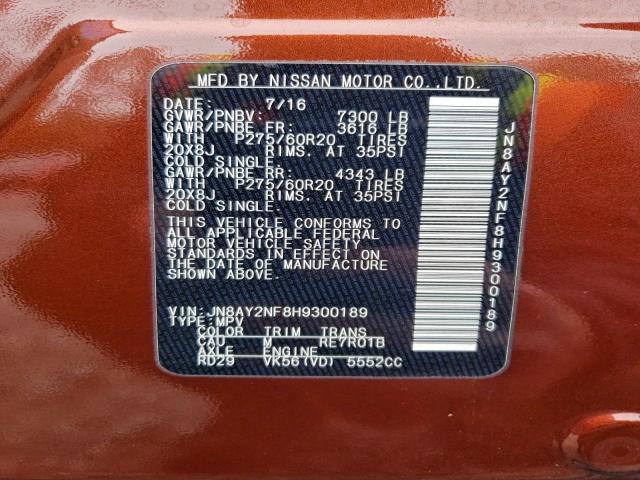 MFD BY NISSAN MOTOR CO.,LTD.
DATE: 7/16
GVWR/PNBV: 7300 LB
GAWR/PNBE FR: 3616 LB
WITH P275/60R20 TIRES
20X8J RIMS. AT 35PSI
COLD SINGLE.
GAWR/PNBE RR: 4343 LB
WITH P275/60R20 TIRES
20X8J RIMS. AT 35PSI
COLD SINGLE.
THIS VEHICLE CONFORMS TO
ALL APPLICABLE FEDERAL
MOTOR VEHICLE SAFETY
STANDARDS IN EFFECT ON
THE DATE OF MANUFACTURE
SHOWN ABOVE.
VIN: JN8AY2NF8H9300189
TYPE: MPV
COLOR TRIM TRANS
CAU M RE7R01B
AXLE ENGINE
RD29 VK56(VD) 5552CC
JN8AY2NF8H9300189